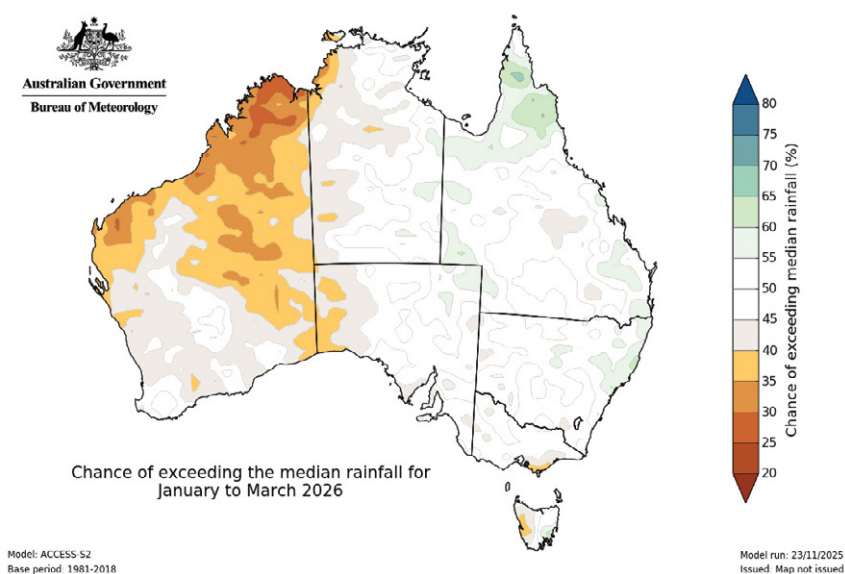 Australian Government
Bureau of Meteorology
80
75
70
65
60
55
50
45
40
35
30
25
20
Chance of exceeding median rainfall (%)
Chance of exceeding the median rainfall for
January to March 2026
Model: ACCESS-S2
Base period: 1981-2018
Model run: 23/11/2025
Issued: Map not issued